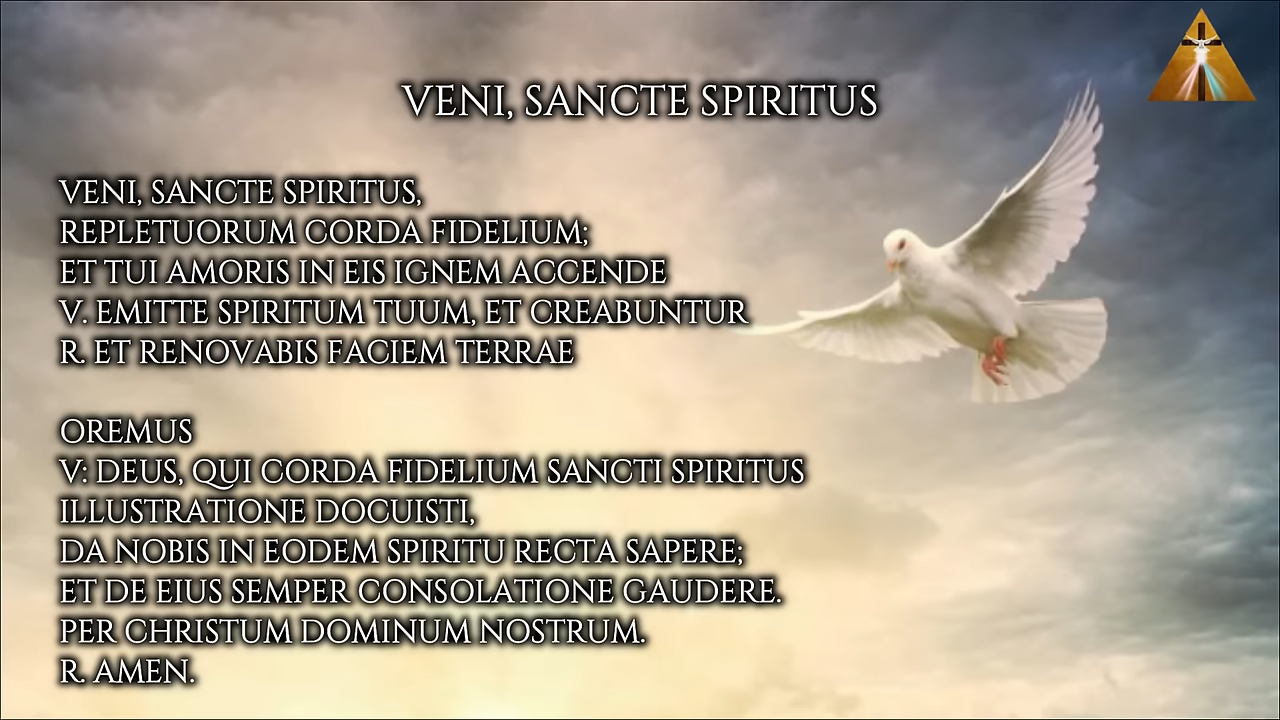 VENI, SANCTE SPIRITUS
VENI, SANCTE SPIRITUS,
REPLETUORUM CORDA FIDELIUM;
ET TUI AMORIS IN EIS IGNEM ACCENDE
V. EMITTE SPIRITUM TUUM, ET CREABUNTUR
R. ET RENOVABIS FACIEM TERRAE
OREMUS
V: DEUS, QUI CORDA FIDELIUM SANCTI SPIRITUS
ILLUSTRATIONE DOCUISTI,
DA NOBIS IN EODEM SPIRITU RECTA SAPERE;
ET DE EIUS SEMPER CONSOLATIONE GAUDERE.
PER CHRISTUM DOMINUM NOSTRUM.
R. AMEN.